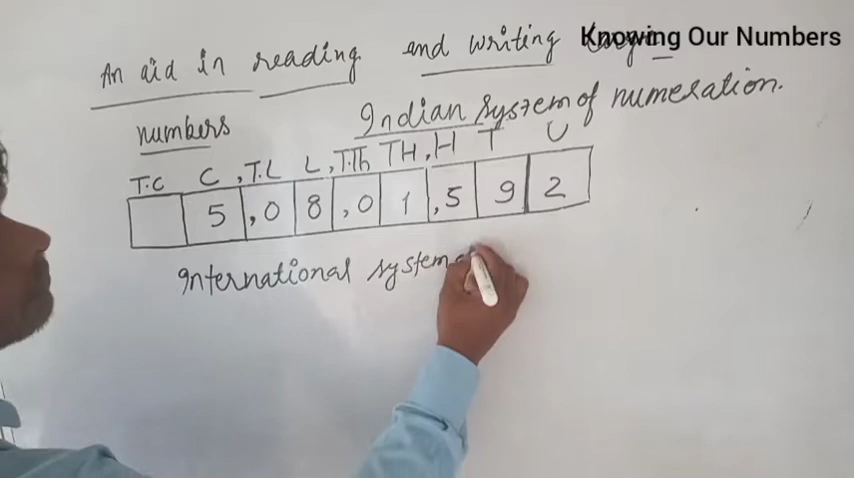 Knowing Our Numbers
An aid in reading and writing
numbers
Indian System of numeration.
T.C C , T.L L , T.Th TH , H T U
5 , 0 8 , 0 1 , 5 9 2
International system